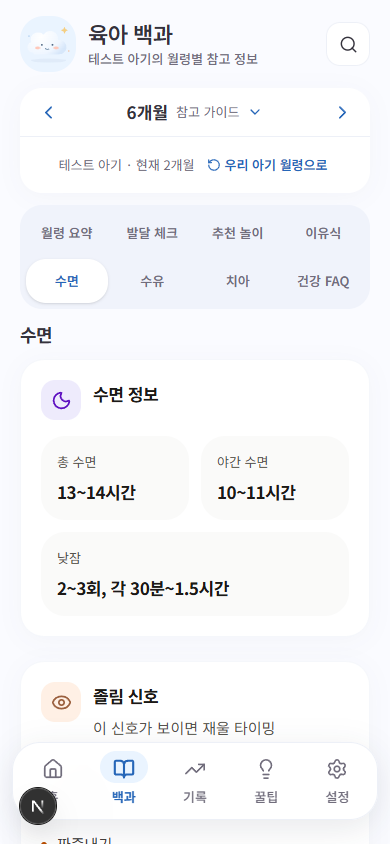 육아 백과
테스트 아기의 월령별 참고 정보
6개월 참고 가이드
테스트 아기 · 현재 2개월 우리 아기 월령으로
월령 요약 발달 체크 추천 놀이 이유식
수면 수유 치아 건강 FAQ
수면
수면 정보
총 수면 야간 수면
13~14시간 10~11시간
낮잠
2~3회, 각 30분~1.5시간
졸림 신호
이 신호가 보이면 재울 타이밍
백과 기록 꿀팁 설정
N